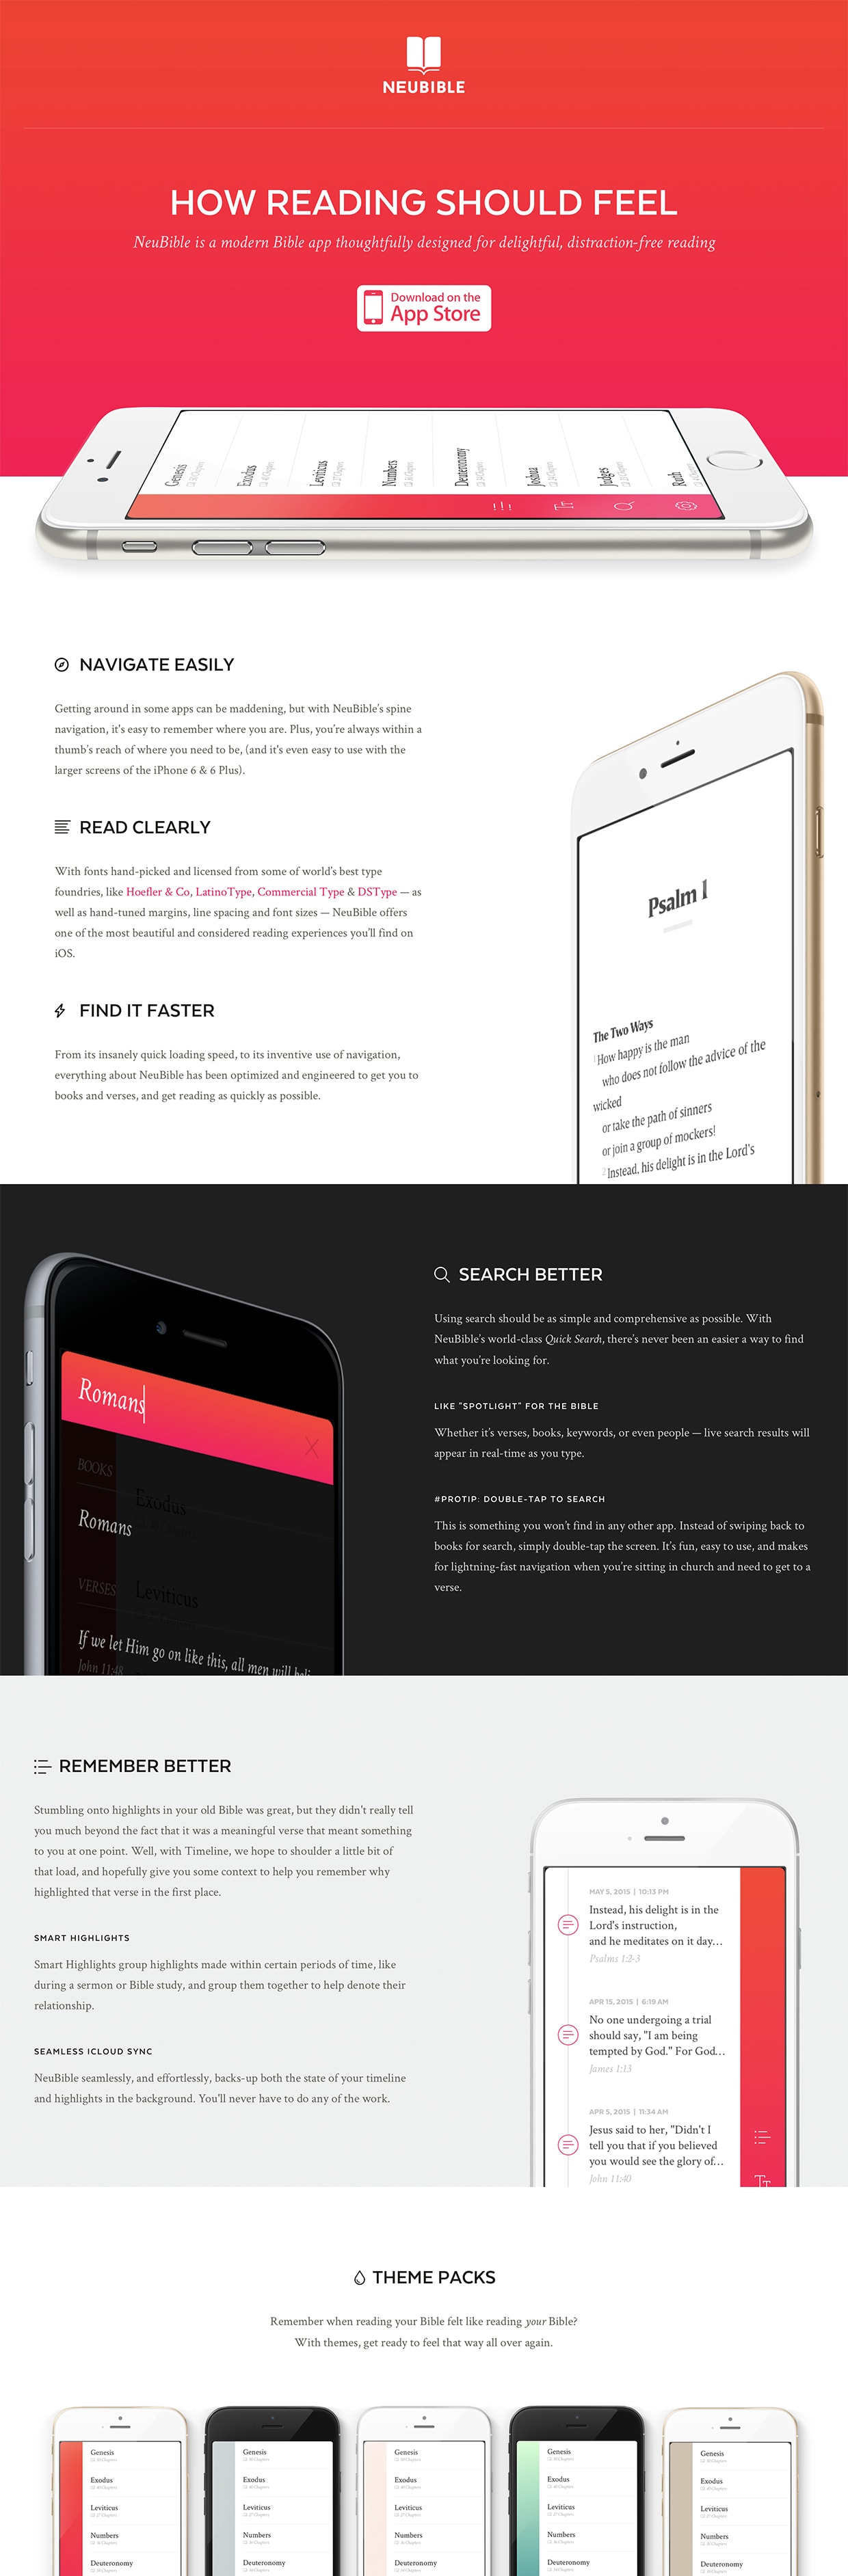 NEUBIBLE
HOW READING SHOULD FEEL
NeuBible is a modern Bible app thoughtfully designed for delightful, distraction-free reading
Download on the
App Store
Genesis
Exodus
Leviticus
Numbers
Deuteronomy
Joshua
Judges
Ruth
NAVIGATE EASILY
Getting around in some apps can be maddening, but with NeuBible's spine
navigation, it's easy to remember where you are. Plus, you're always within a
thumb's reach of where you need to be, (and it's even easy to use with the
larger screens of the iPhone 6 & 6 Plus).
READ CLEARLY
With fonts hand-picked and licensed from some of world's best type
foundries, like Hoefler & Co, LatinoType, Commercial Type & DSType — as
well as hand-tuned margins, line spacing and font sizes — NeuBible offers
one of the most beautiful and considered reading experiences you'll find on
iOS.
FIND IT FASTER
From its insanely quick loading speed, to its inventive use of navigation,
everything about NeuBible has been optimized and engineered to get you to
books and verses, and get reading as quickly as possible.
Psalm 1
The Two Ways
1 How happy is the man
who does not follow the advice of the
wicked
or take the path of sinners
or join a group of mockers!
2 Instead, his delight is in the Lord's
Romans
X
BOOKS
Exodus
Romans
VERSES
Leviticus
If we let Him go on like this, all men will beli
John 11:48
SEARCH BETTER
Using search should be as simple and comprehensive as possible. With
NeuBible's world-class Quick Search, there's never been an easier a way to find
what you're looking for.
LIKE "SPOTLIGHT" FOR THE BIBLE
Whether it's verses, books, keywords, or even people — live search results will
appear in real-time as you type.
#PROTIP: DOUBLE-TAP TO SEARCH
This is something you won't find in any other app. Instead of swiping back to
books for search, simply double-tap the screen. It's fun, easy to use, and makes
for lightning-fast navigation when you're sitting in church and need to get to a
verse.
REMEMBER BETTER
Stumbling onto highlights in your old Bible was great, but they didn't really tell
you much beyond the fact that it was a meaningful verse that meant something
to you at one point. Well, with Timeline, we hope to shoulder a little bit of
that load, and hopefully give you some context to help you remember why
highlighted that verse in the first place.
SMART HIGHLIGHTS
Smart Highlights group highlights made within certain periods of time, like
during a sermon or Bible study, and group them together to help denote their
relationship.
SEAMLESS ICLOUD SYNC
NeuBible seamlessly, and effortlessly, backs-up both the state of your timeline
and highlights in the background. You'll never have to do any of the work.
MAY 5, 2015 | 10:13 PM
Instead, his delight is in the
Lord's instruction,
and he meditates on it day...
Psalms 1:2-3
APR 15, 2015 | 6:19 AM
No one undergoing a trial
should say, "I am being
tempted by God." For God...
James 1:13
APR 5, 2015 | 11:34 AM
Jesus said to her, "Didn't I
tell you that if you believed
you would see the glory of...
John 11:40
TT
THEME PACKS
Remember when reading your Bible felt like reading your Bible?
With themes, get ready to feel that way all over again.
Genesis
Exodus
Leviticus
Numbers
Deuteronomy
Genesis
Exodus
Leviticus
Numbers
Deuteronomy
Genesis
Exodus
Leviticus
Numbers
Deuteronomy
Genesis
Exodus
Leviticus
Numbers
Deuteronomy
Genesis
Exodus
Leviticus
Numbers
Deuteronomy